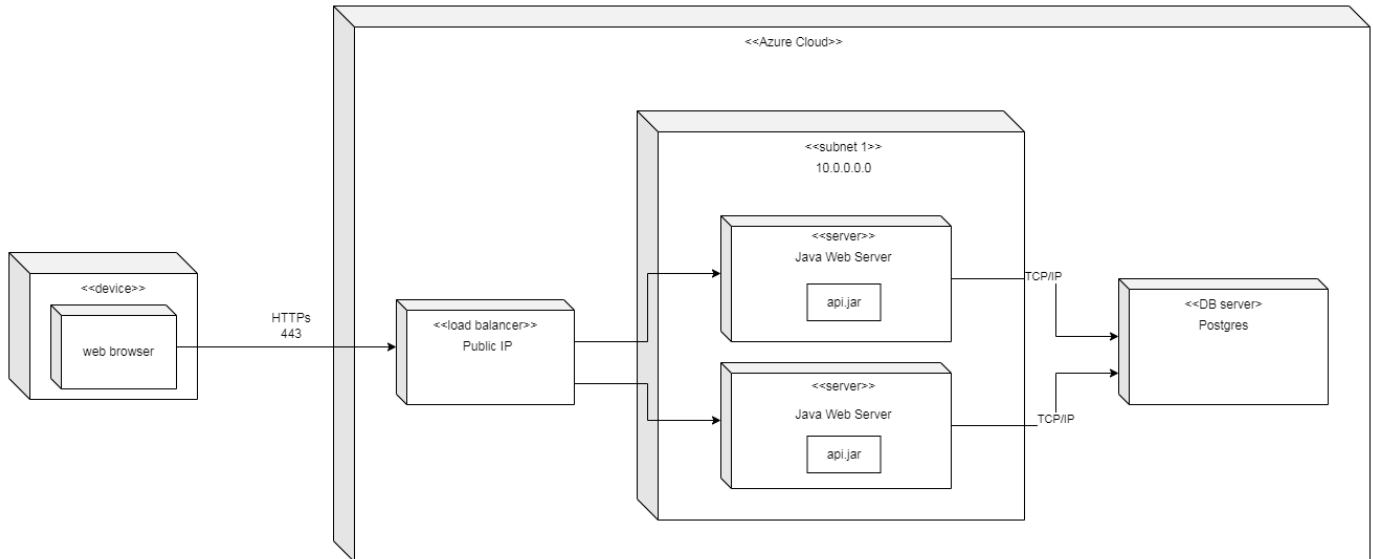 <<Azure Cloud>>
<<subnet 1>>
10.0.0.0.0
<<server>>
Java Web Server
api.jar
<<device>>
web browser
HTTPs
443
<<load balancer>>
Public IP
TCP/IP
<<DB server>
Postgres
<<server>>
Java Web Server
api.jar
TCP/IP